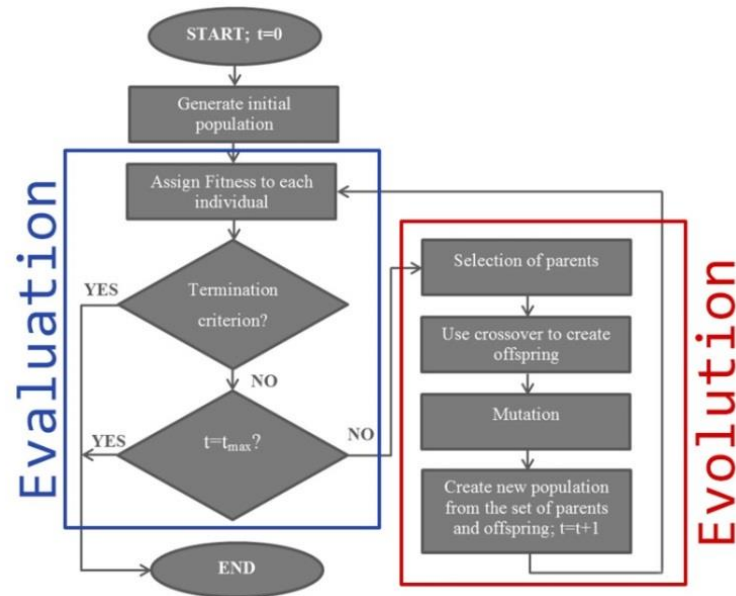 START; t=0
Generate initial
population
Evaluation
Assign Fitness to each
individual
YES
Termination
criterion?
NO
YES
t=tmax?
NO
END
Evolution
Selection of parents
Use crossover to create
offspring
Mutation
Create new population
from the set of parents
and offspring; t=t+1